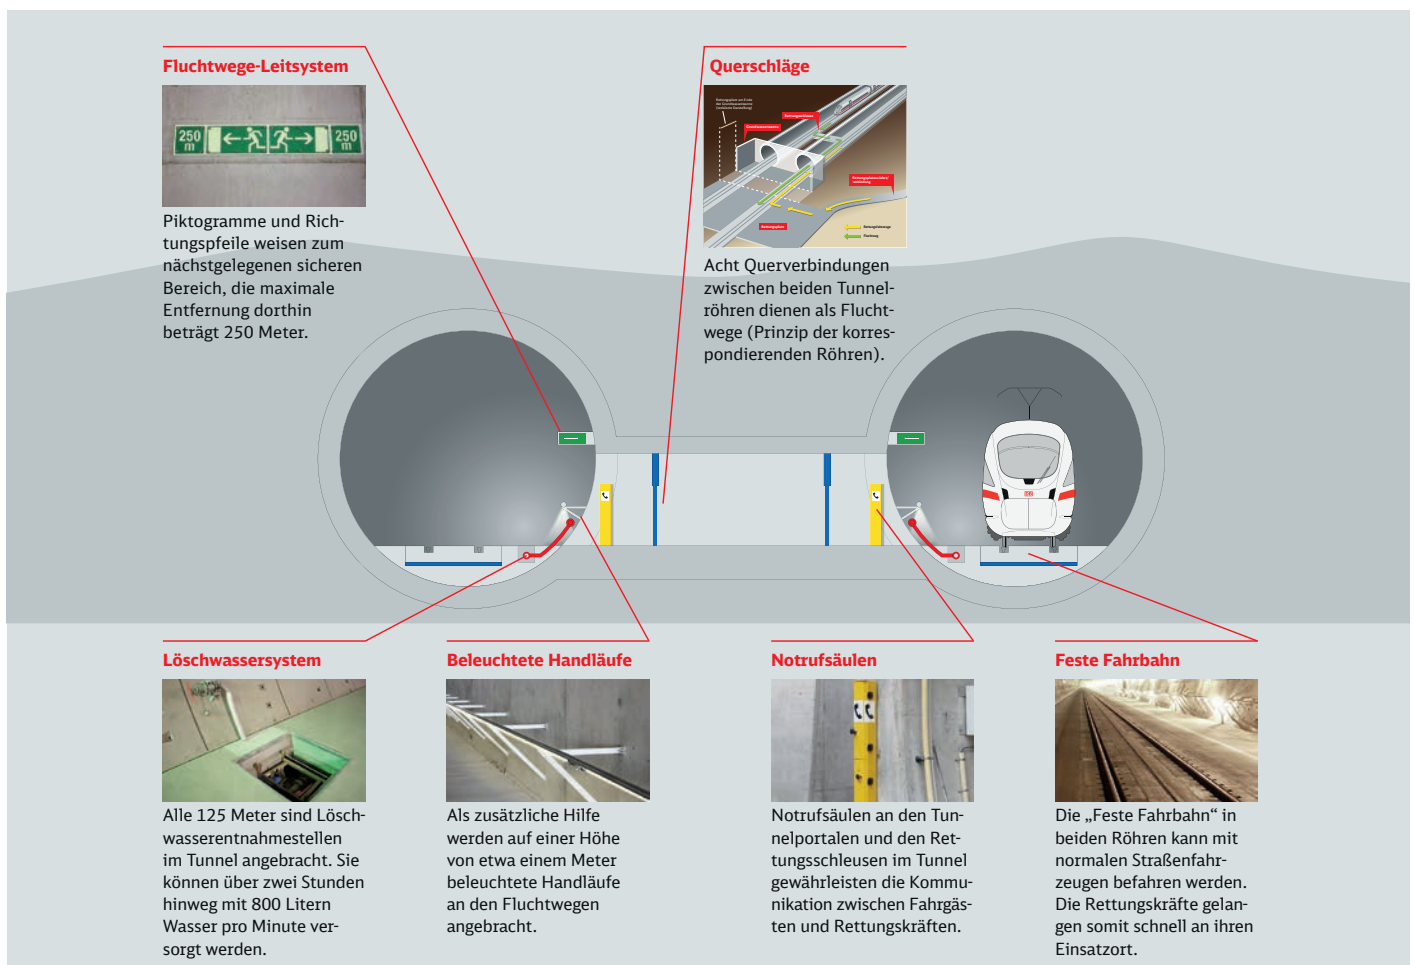 Fluchtwege-Leitsystem
250
m
250
m
Piktogramme und Rich-
tungspfeile weisen zum
nächstgelegenen sicheren
Bereich, die maximale
Entfernung dorthin
beträgt 250 Meter.
Querschläge
Rettungsschleuse
Grundwasserwanne
Rettungsplatz
Rettungsfahrzeuge
Fluchtweg
Acht Querverbindungen
zwischen beiden Tunnel-
röhren dienen als Flucht-
wege (Prinzip der korres-
pondierenden Röhren).
DB
Löschwassersystem
Alle 125 Meter sind Lösch-
wasserentnahmestellen
im Tunnel angebracht. Sie
können über zwei Stunden
hinweg mit 800 Litern
Wasser pro Minute ver-
sorgt werden.
Beleuchtete Handläufe
Als zusätzliche Hilfe
werden auf einer Höhe
von etwa einem Meter
beleuchtete Handläufe
an den Fluchtwegen
angebracht.
Notrufsäulen
Notrufsäulen an den Tun-
nelportalen und den Ret-
tungsschleusen im Tunnel
gewährleisten die Kommu-
nikation zwischen Fahrgäs-
ten und Rettungskräften.
Feste Fahrbahn
Die „Feste Fahrbahn“ in
beiden Röhren kann mit
normalen Straßenfahr-
zeugen befahren werden.
Die Rettungskräfte gelan-
gen somit schnell an ihren
Einsatzort.